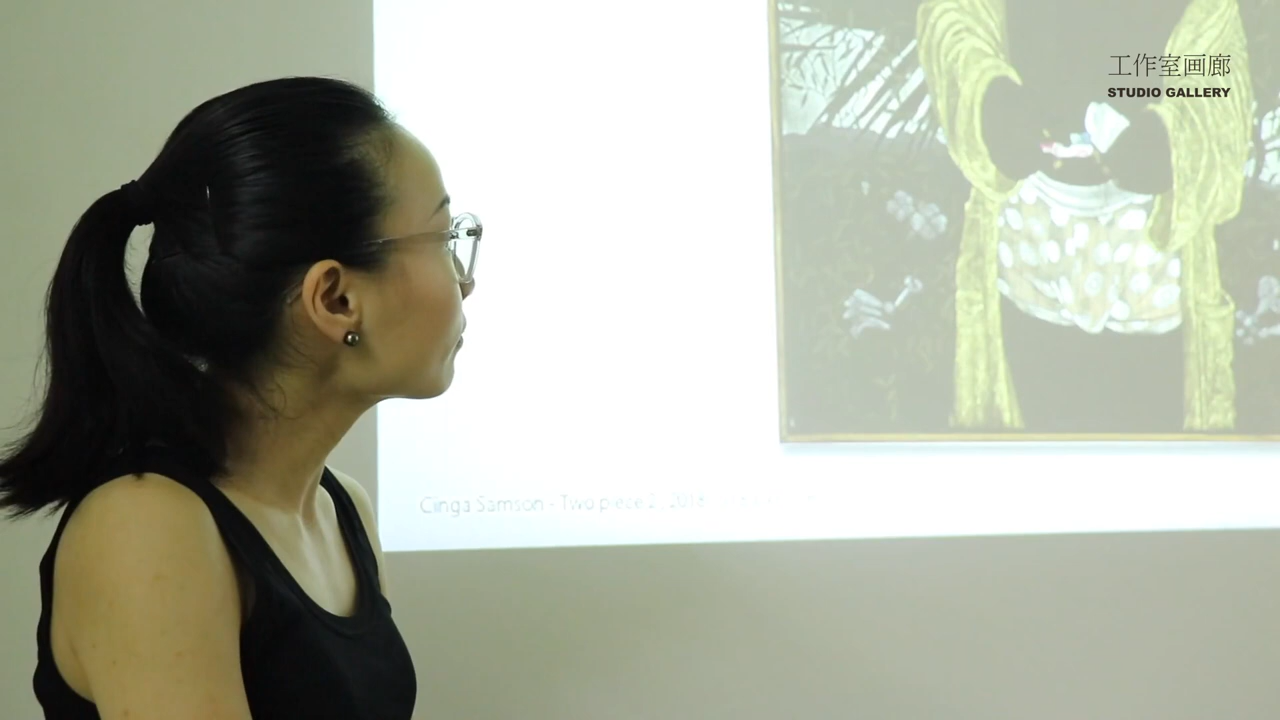 工作室画廊
STUDIO GALLERY
Cinga Samson - Two piece 2, 2018